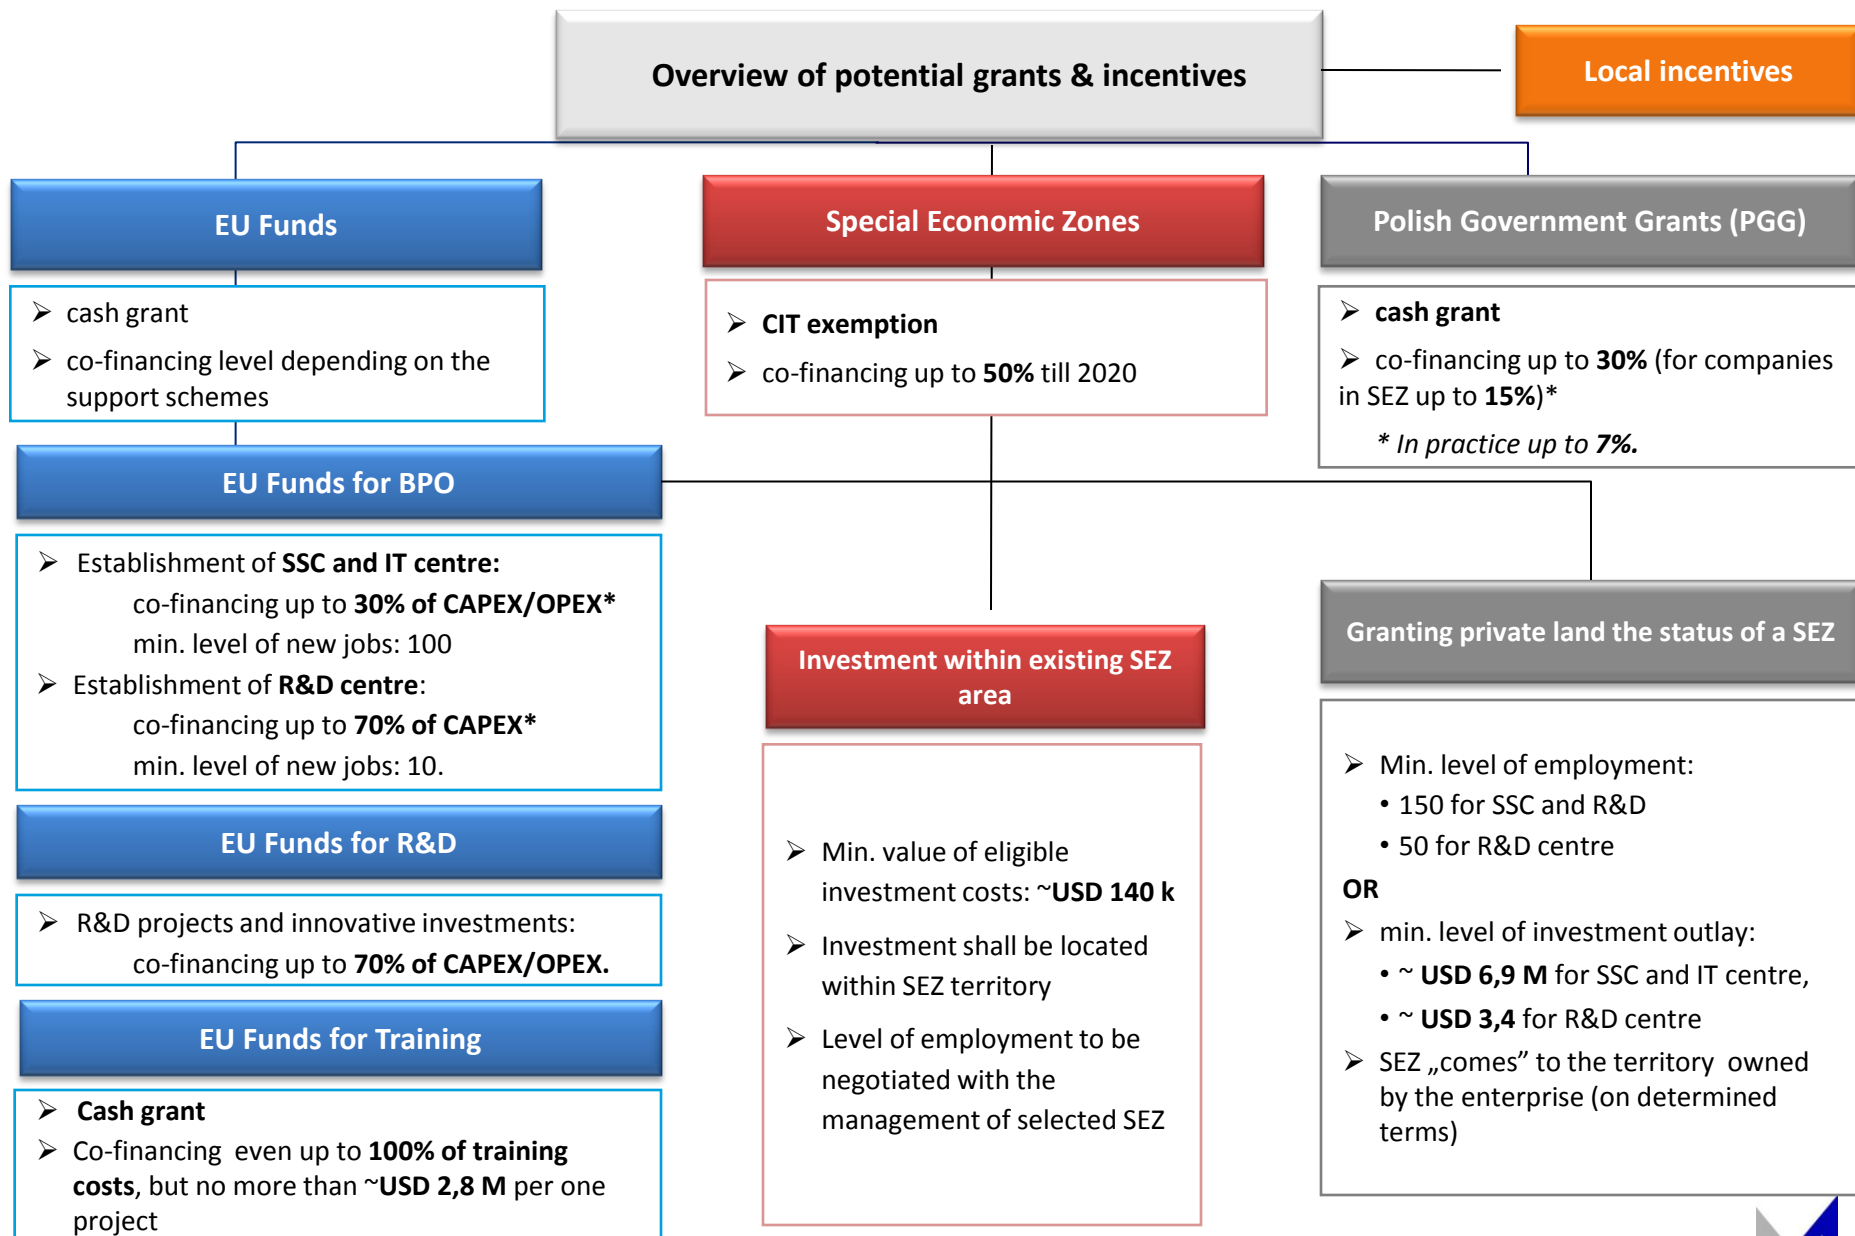 Overview of potential grants & incentives
Local incentives
EU Funds
➢ cash grant
➢ co-financing level depending on the
support schemes
EU Funds for BPO
➢ Establishment of SSC and IT centre:
co-financing up to 30% of CAPEX/OPEX*
min. level of new jobs: 100
➢ Establishment of R&D centre:
co-financing up to 70% of CAPEX*
min. level of new jobs: 10.
EU Funds for R&D
➢ R&D projects and innovative investments:
co-financing up to 70% of CAPEX/OPEX.
EU Funds for Training
➢ Cash grant
➢ Co-financing even up to 100% of training
costs, but no more than ~USD 2,8 M per one
project
Special Economic Zones
➢ CIT exemption
➢ co-financing up to 50% till 2020
Investment within existing SEZ
area
➢ Min. value of eligible
investment costs: ~USD 140 k
➢ Investment shall be located
within SEZ territory
➢ Level of employment to be
negotiated with the
management of selected SEZ
Polish Government Grants (PGG)
➢ cash grant
➢ co-financing up to 30% (for companies
in SEZ up to 15%)*
* In practice up to 7%.
Granting private land the status of a SEZ
➢ Min. level of employment:
• 150 for SSC and R&D
• 50 for R&D centre
OR
➢ min. level of investment outlay:
• ~ USD 6,9 M for SSC and IT centre,
• ~ USD 3,4 for R&D centre
➢ SEZ „comes” to the territory owned
by the enterprise (on determined
terms)